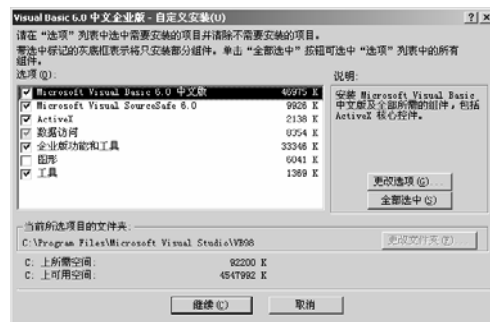 Visual Basic 6.0 中文企业版 - 自定义安装(U)
请在“选项”列表中选中需要安装的项目并清除不需要安装的项目。
带选中标记的灰底框表示将只安装部分组件。单击“全部选中”按钮可选中“选项”列表中的所有
组件。
选项(O):
Microsoft Visual Basic 6.0 中文版 46975 K
Microsoft Visual SourceSafe 6.0 9926 K
ActiveX 2138 K
数据访问 8354 K
企业版功能和工具 33346 K
图形 6041 K
工具 1369 K
说明:
安装 Microsoft Visual Basic
中文版及全部所需的组件，包括
ActiveX 核心控件。
更改选项(G)...
全部选中(S)
当前所选项目的文件夹:
C:\Program Files\Microsoft Visual Studio\VB98
更改文件夹(F)...
C: 上所需空间: 92200 K
C: 上可用空间: 4547992 K
继续(C)
取消